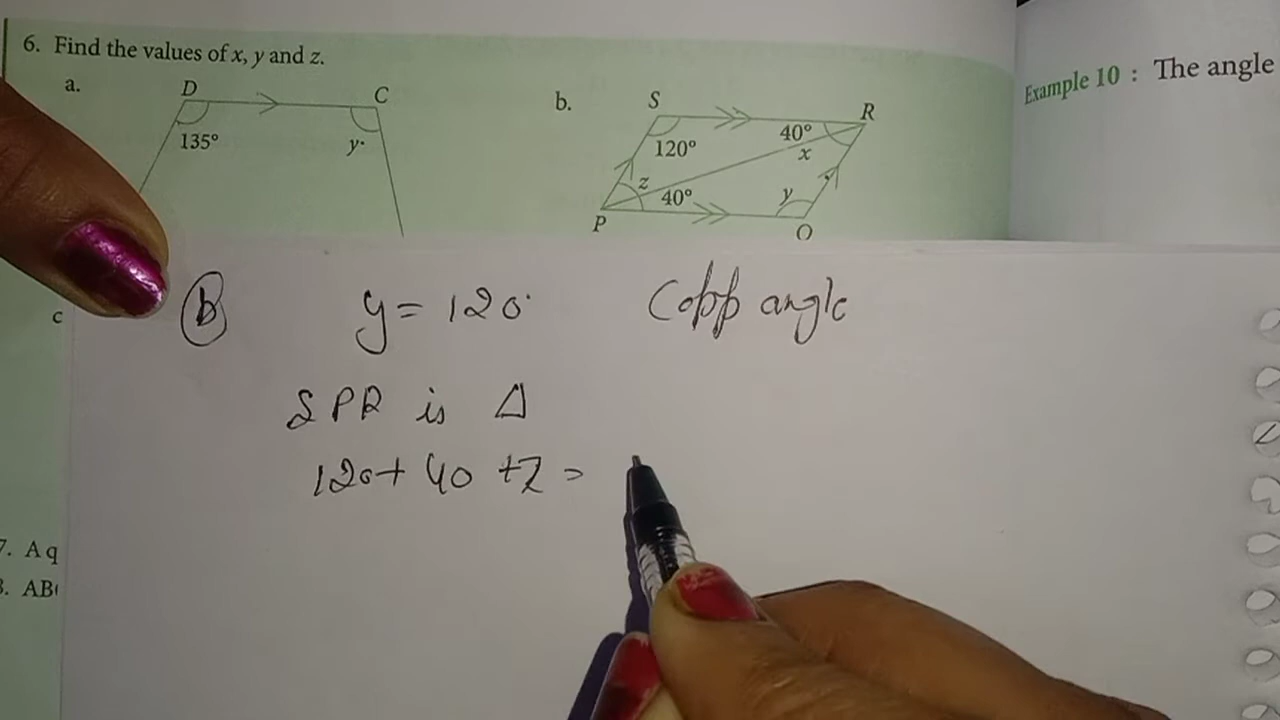 6. Find the values of x, y and z.
a.
D
C
135°
y°
b.
S
R
120°
40°
x
z
40°
y
P
Q
Example 10 : The angle
c
7. A q
8. AB
b y = 120° (opp angle
SPR is Δ
120 + 40 + z =